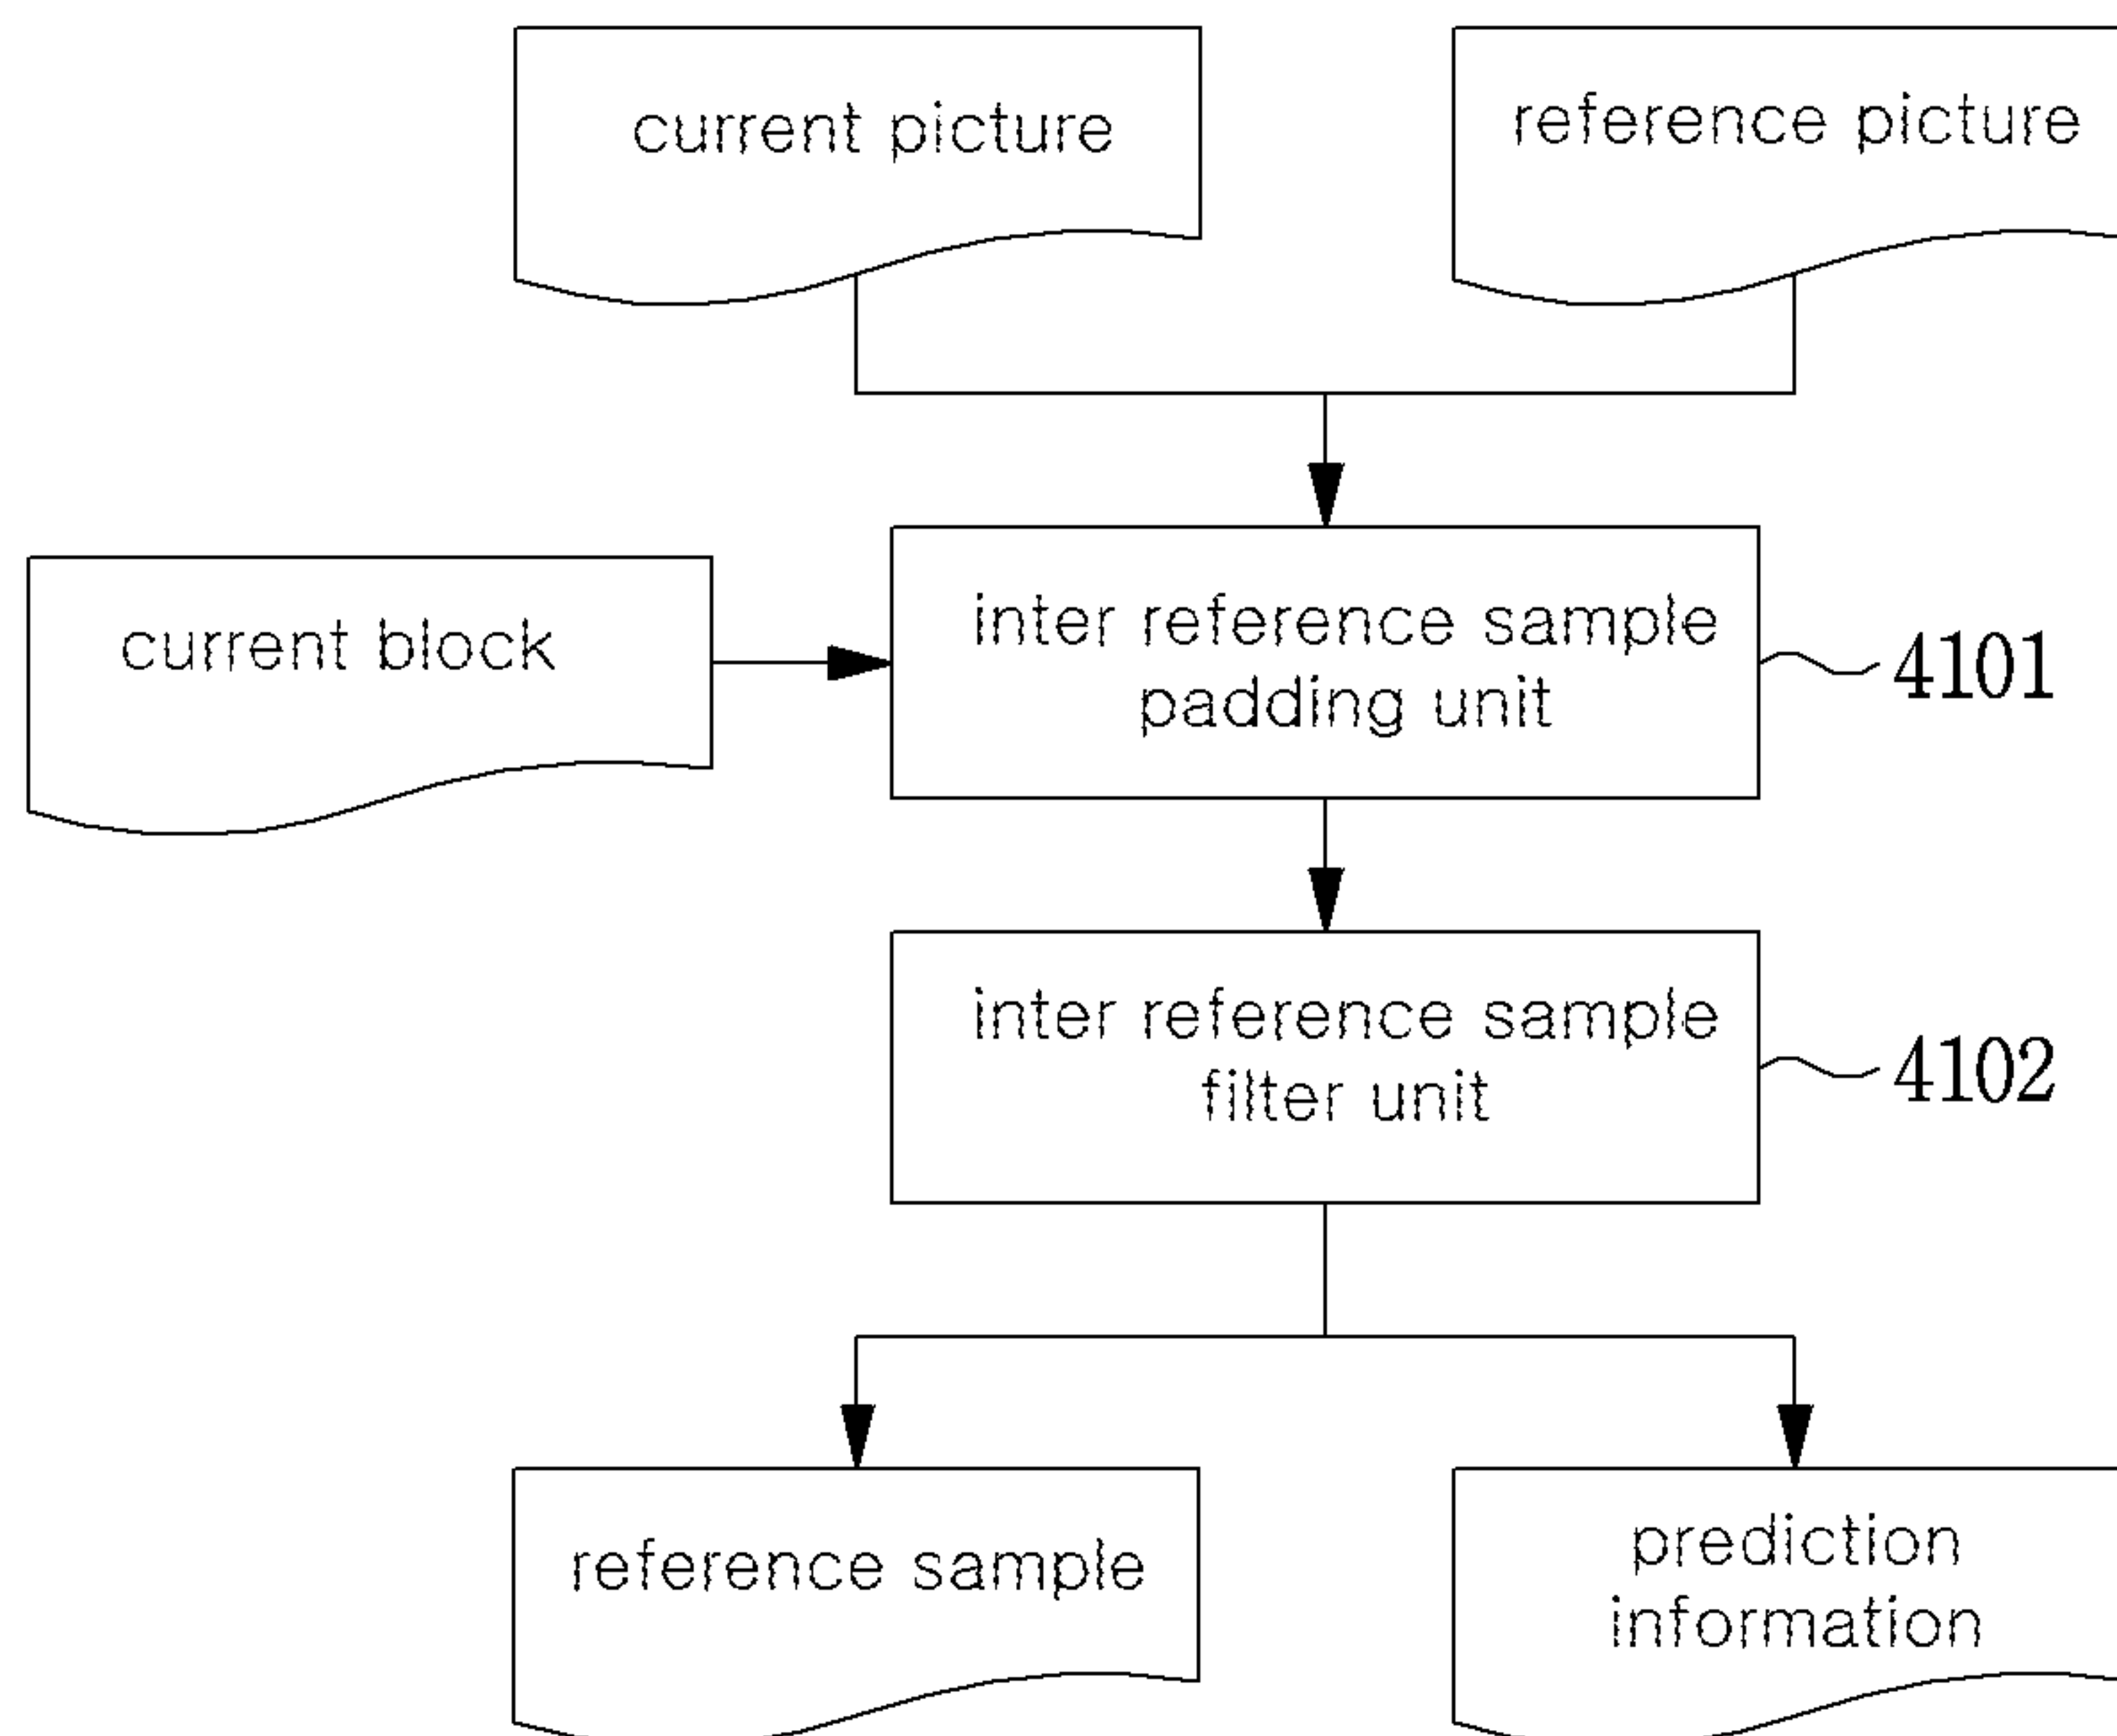 current picture
reference picture
current block
inter reference sample
padding unit
4101
inter reference sample
filter unit
4102
reference sample
prediction
information